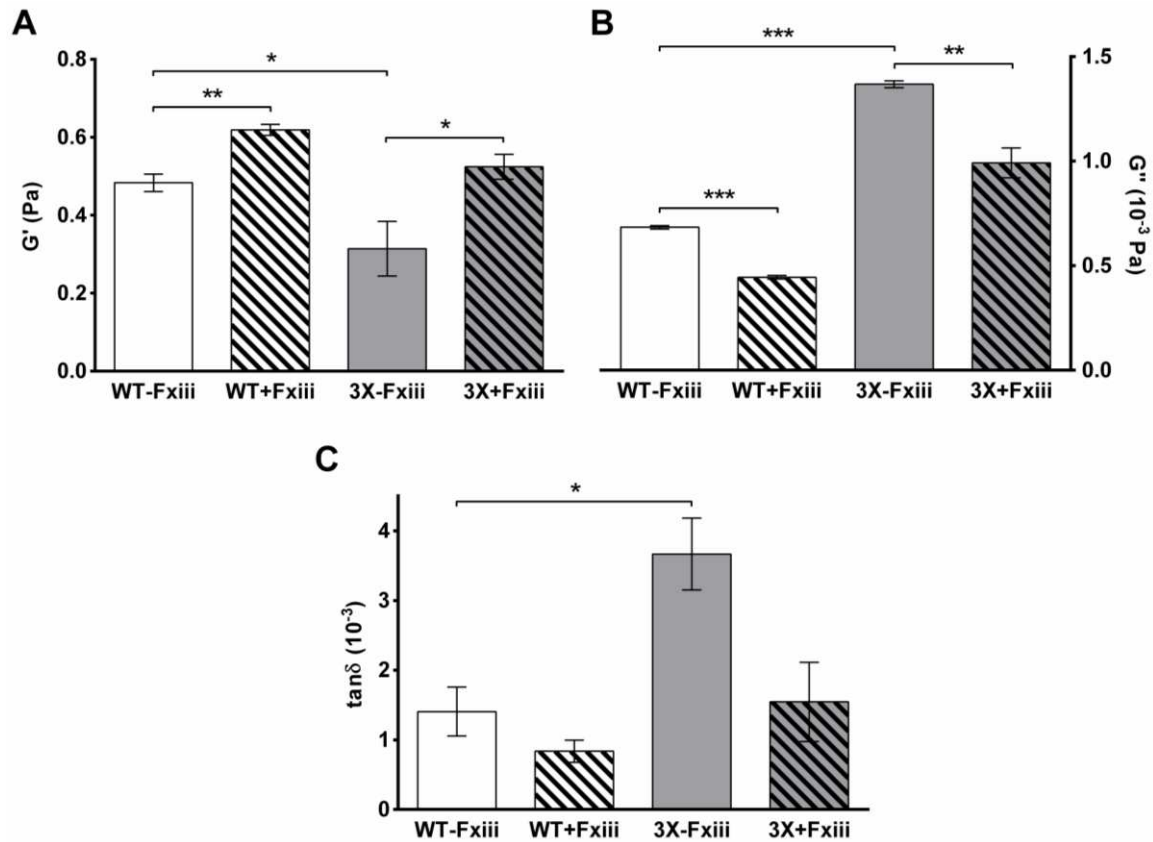 A
B
*
**
*
0.8
0.6
0.4
0.2
0.0
G' (Pa)
WT-Fxiii WT+Fxiii 3X-Fxiii 3X+Fxiii
***
**
***
1.5
1.0
0.5
0.0
G'' (10⁻³ Pa)
WT-Fxiii WT+Fxiii 3X-Fxiii 3X+Fxiii
C
*
4
3
2
1
0
tanδ (10⁻³)
WT-Fxiii WT+Fxiii 3X-Fxiii 3X+Fxiii